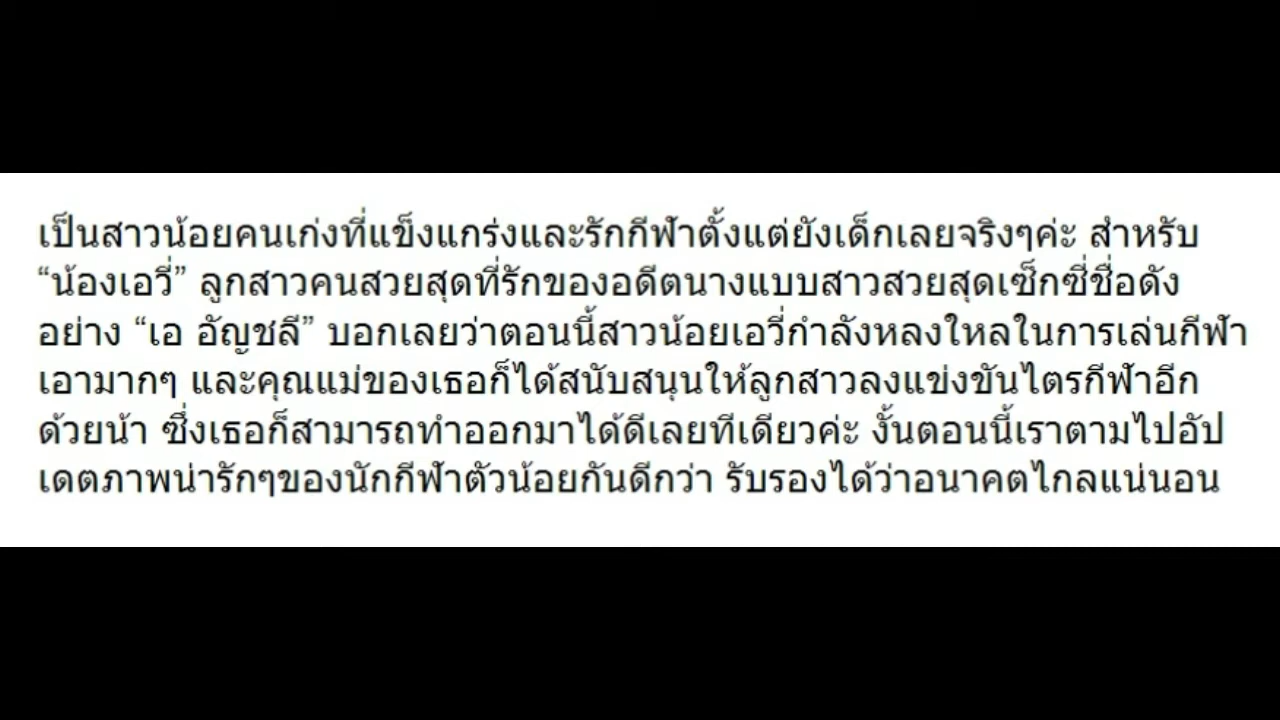 เป็นสาวน้อยคนเก่งที่แข็งแกร่งและรักกีฬาตั้งแต่ยังเด็กเลยจริงๆค่ะ สำหรับ
“น้องเอวี่” ลูกสาวคนสวยสุดที่รักของอดีตนางแบบสาวสวยสุดเซ็กซี่ชื่อดัง
อย่าง “เอ อัญชลี” บอกเลยว่าตอนนี้สาวน้อยเอวี่กำลังหลงใหลในการเล่นกีฬา
เอามากๆ และคุณแม่ของเธอก็ได้สนับสนุนให้ลูกสาวลงแข่งขันไตรกีฬาอีก
ด้วยน้า ซึ่งเธอก็สามารถทำออกมาได้ดีเลยทีเดียวค่ะ งั้นตอนนี้เราตามไปอัป
เดตภาพน่ารักๆของนักกีฬาตัวน้อยกันดีกว่า รับรองได้ว่าอนาคตไกลแน่นอน